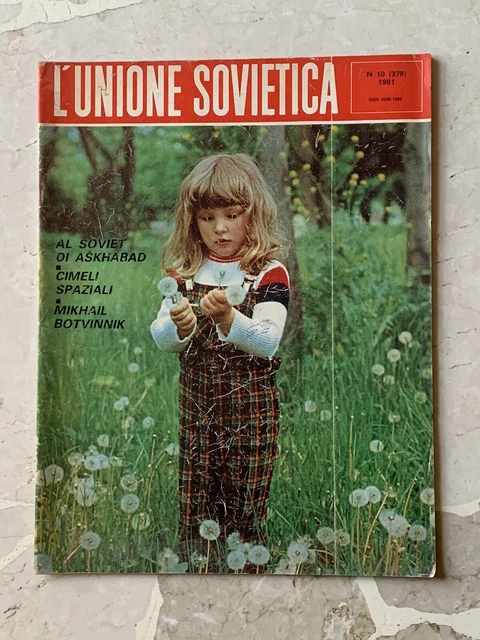 L'UNIONE SOVIETICA
N 10 (379)
1981
AL SOVIET
DI AŠKHABAD
CIMELI
SPAZIALI
MIKHAIL
BOTVINNIK